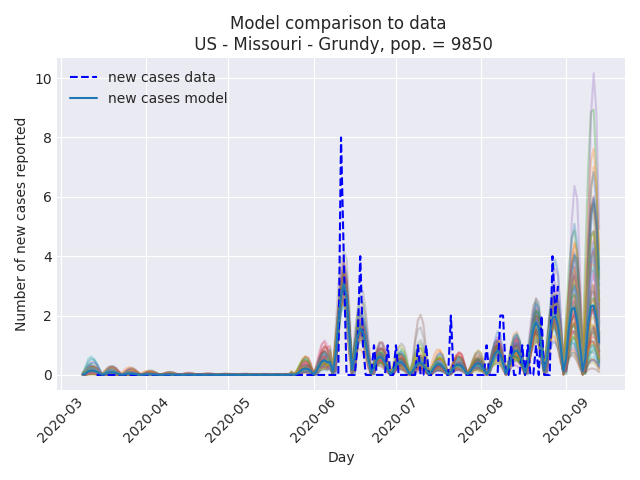 Model comparison to data
US - Missouri - Grundy, pop. = 9850
new cases data
new cases model
Number of new cases reported
10
8
6
4
2
0
2020-03
2020-04
2020-05
2020-06
2020-07
2020-08
2020-09
Day